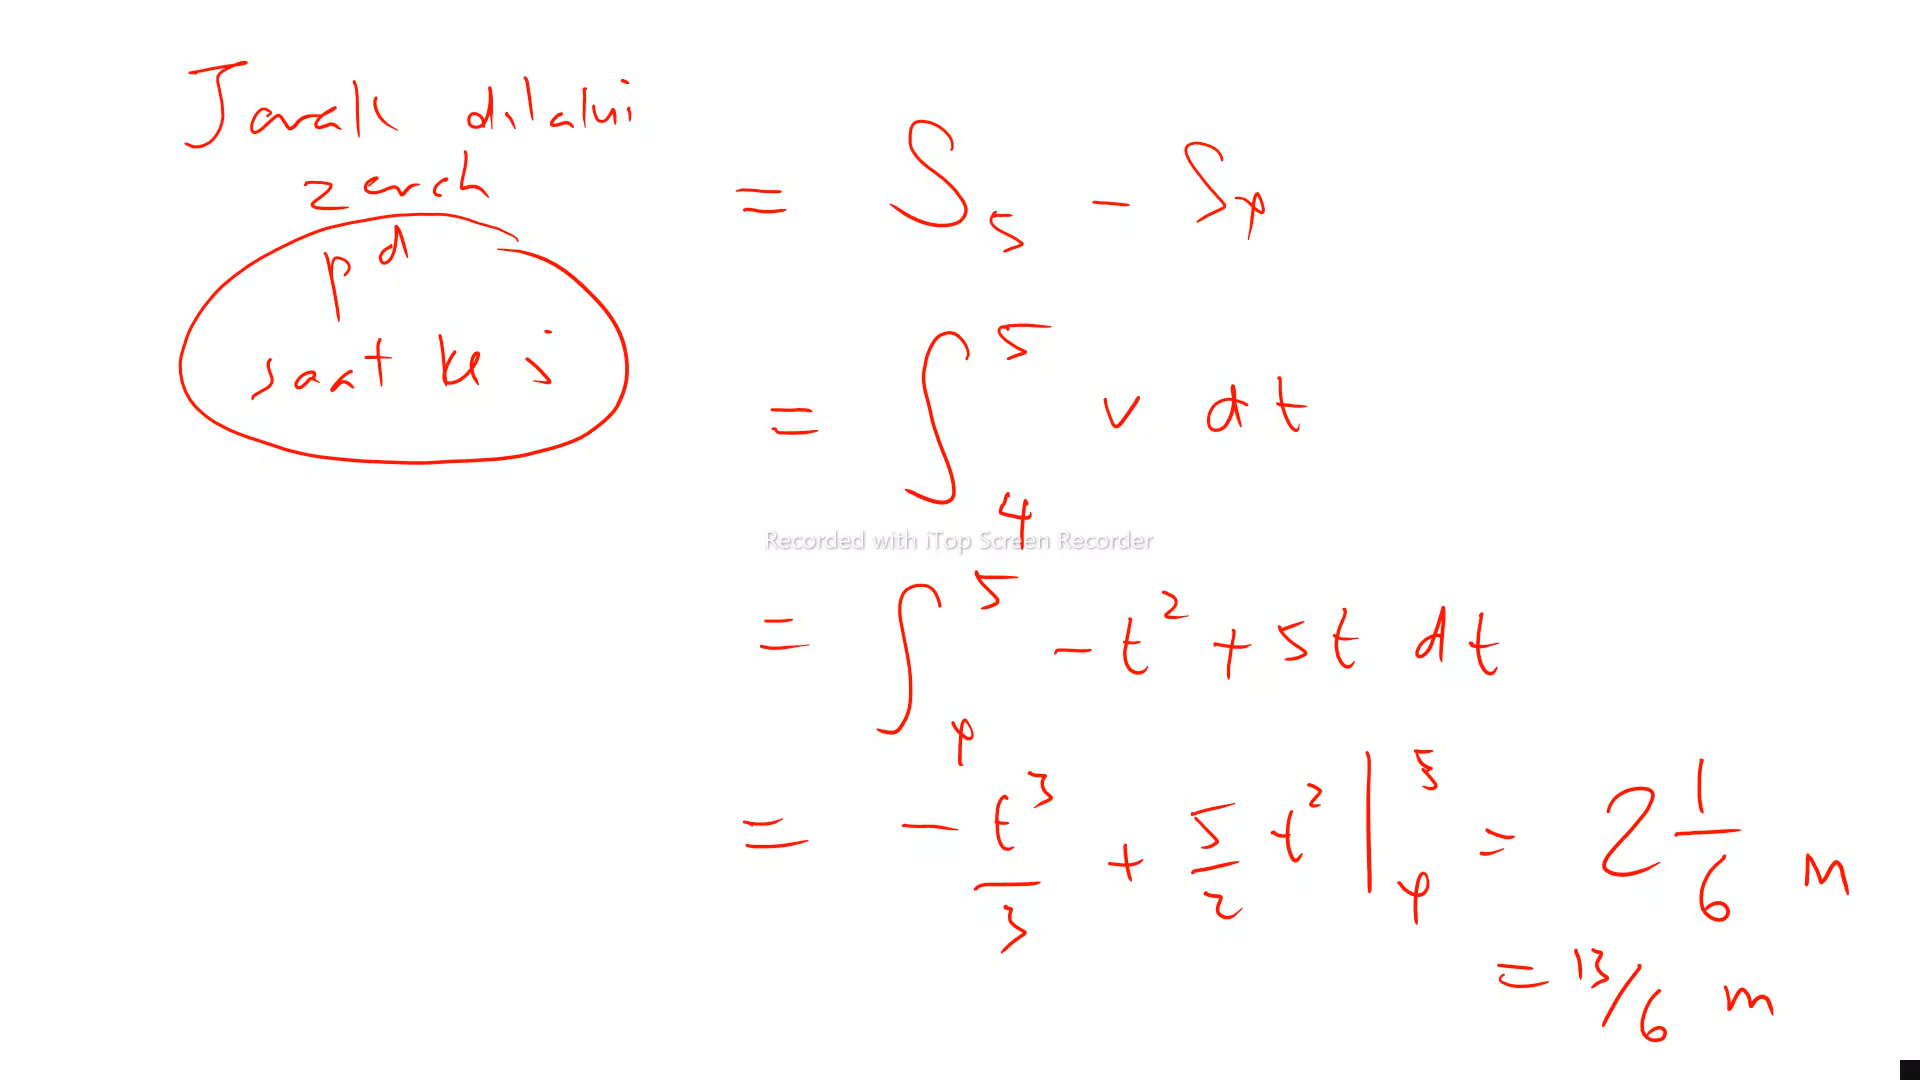 Jarak dilalui
zarah
pd
saat ke 5
= S₅ - S₄
= ∫₄⁵ v dt
Recorded with iTop Screen Recorder
= ∫₄⁵ -t² + 5t dt
= -t³/3 + 5/2 t² |₄⁵ = 2 1/6 m
= 13/6 m